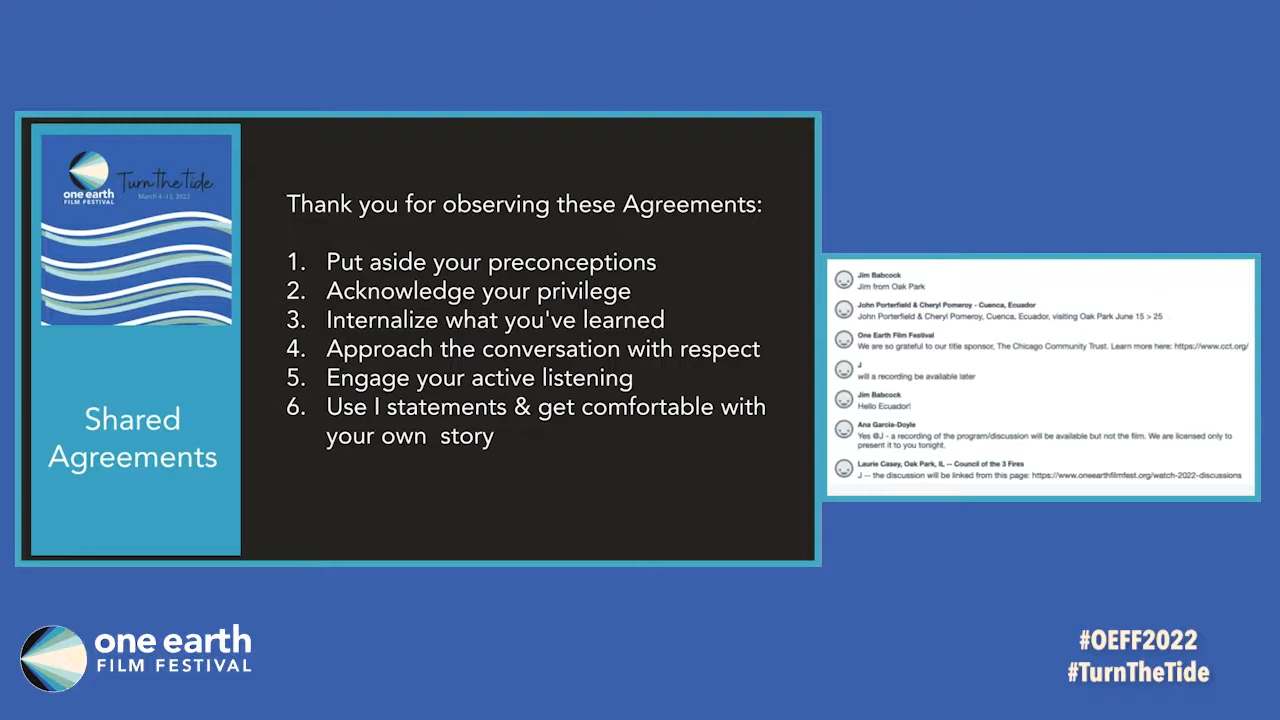 one earth
FILM FESTIVAL
Turn the Tide
March 4-13, 2022
Shared
Agreements
Thank you for observing these Agreements:
1. Put aside your preconceptions
2. Acknowledge your privilege
3. Internalize what you've learned
4. Approach the conversation with respect
5. Engage your active listening
6. Use I statements & get comfortable with
your own story
Jim Babcock
Jim from Oak Park
John Porterfield & Cheryl Pomeroy - Cuenca, Ecuador
John Porterfield & Cheryl Pomeroy, Cuenca, Ecuador, visiting Oak Park June 15 > 25
One Earth Film Festival
We are so grateful to our title sponsor, The Chicago Community Trust. Learn more here: https://www.cct.org/
J
will a recording be available later
Jim Babcock
Hello Ecuador!
Ana Garcia-Doyle
Yes @J - a recording of the program/discussion will be available but not the film. We are licensed only to
present it to you tonight.
Laurie Casey, Oak Park, IL -- Council of the 3 Fires
J -- the discussion will be linked from this page: https://www.oneearthfilmfest.org/watch-2022-discussions
one earth
FILM FESTIVAL
#OEFF2022
#TurnTheTide